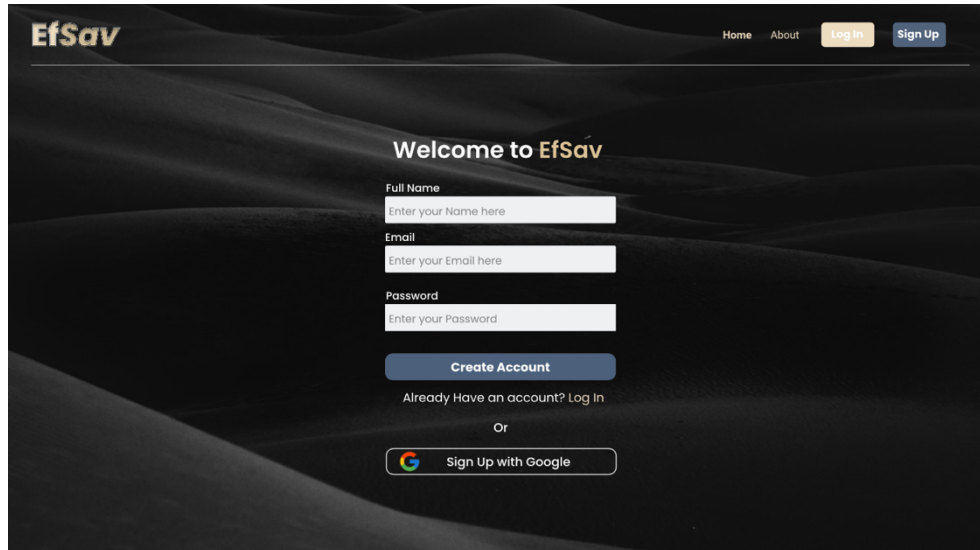 EfSav
Home About Log In Sign Up
Welcome to EfSav
Full Name
Enter your Name here
Email
Enter your Email here
Password
Enter your Password
Create Account
Already Have an account? Log In
Or
Sign Up with Google